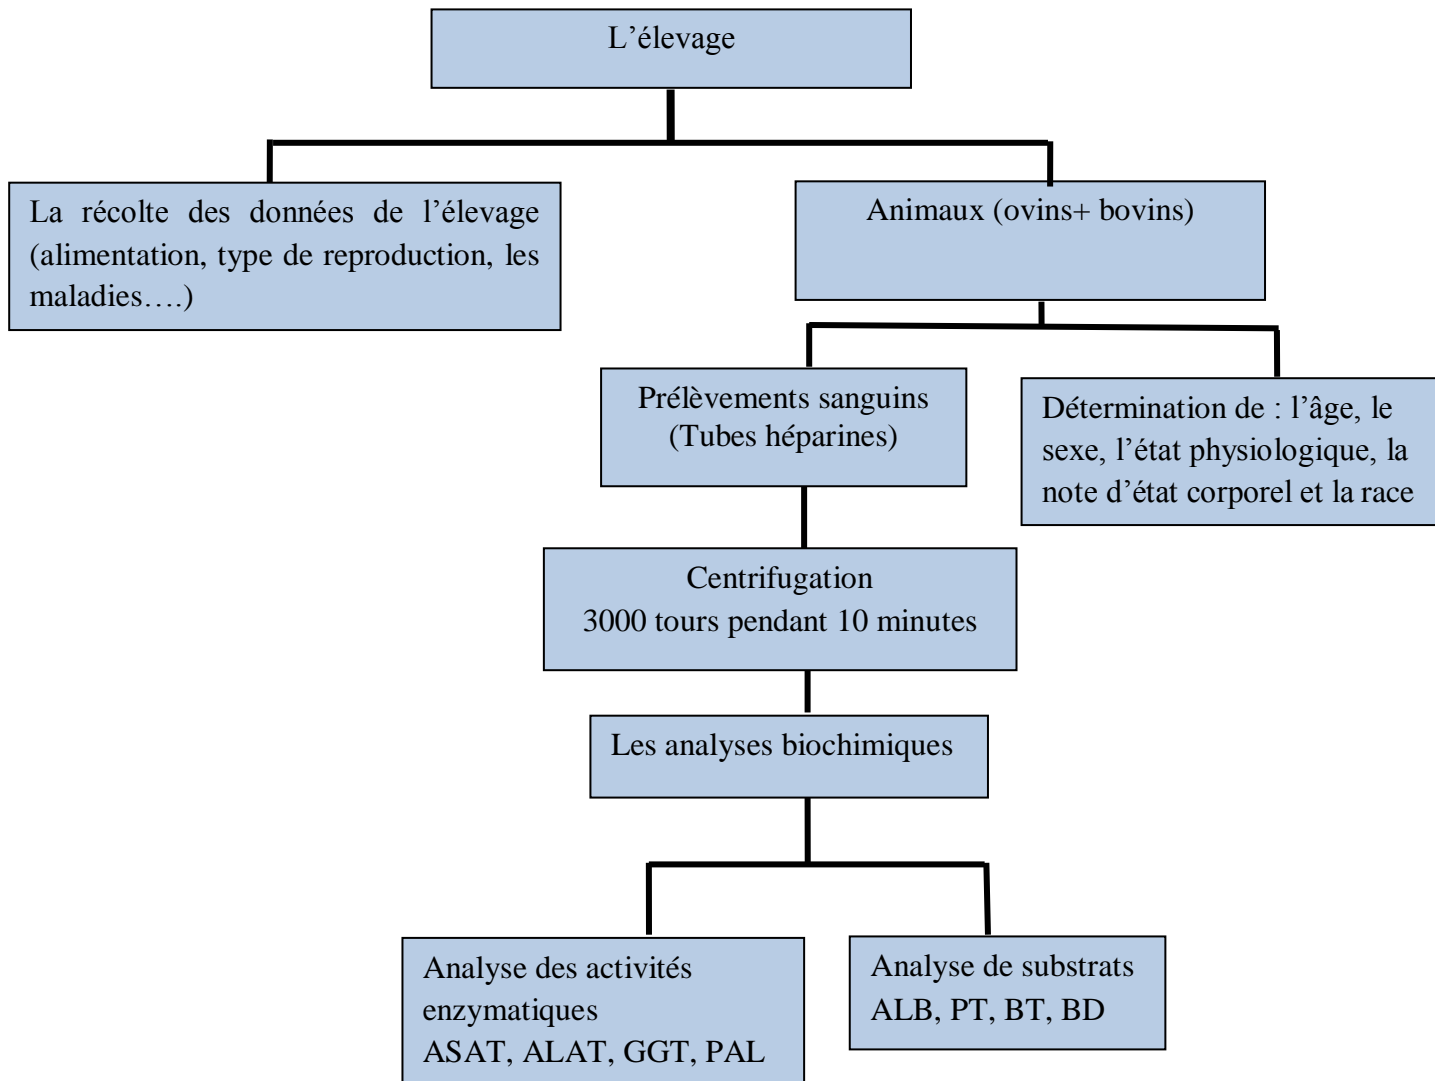 L’élevage
La récolte des données de l’élevage
(alimentation, type de reproduction, les
maladies….)
Animaux (ovins+ bovins)
Prélèvements sanguins
(Tubes héparines)
Détermination de : l’âge, le
sexe, l’état physiologique, la
note d’état corporel et la race
Centrifugation
3000 tours pendant 10 minutes
Les analyses biochimiques
Analyse des activités
enzymatiques
ASAT, ALAT, GGT, PAL
Analyse de substrats
ALB, PT, BT, BD